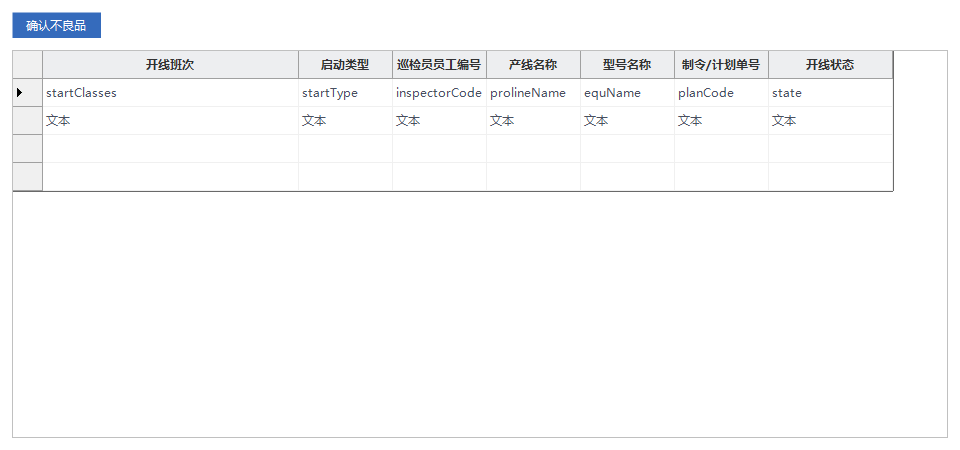 确认不良品
开线班次 启动类型 巡检员员工编号 产线名称 型号名称 制令/计划单号 开线状态
startClasses startType inspectorCode prolineName equName planCode state
文本 文本 文本 文本 文本 文本 文本